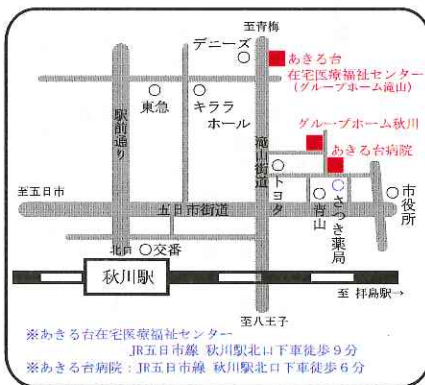 至青梅
デニーズ
あきる台
在宅医療福祉センター
(グループホーム滝山)
東急
キララ
ホール
グループホーム秋川
あきる台病院
駅前通り
滝山街道
トヨタ
至五日市
五日市街道
青山
さつき薬局
市役所
北口
交番
秋川駅
至 拝島駅→
至八王子
※あきる台在宅医療福祉センター
JR五日市線 秋川駅北口下車徒歩９分
※あきる台病院：JR五日市線 秋川駅北口下車徒歩６分